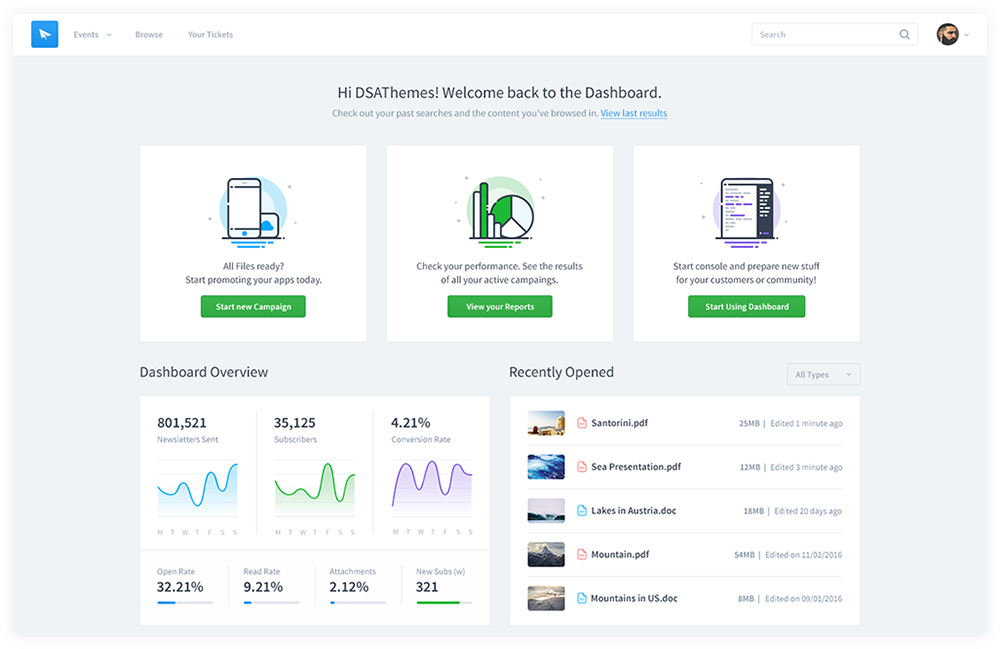 Events
Browse
Your Tickets
Search
Hi DSAThemes! Welcome back to the Dashboard.
Check out your past searches and the content you've browsed in. View last results
All Files ready?
Start promoting your apps today.
Start new Campaign
Check your performance. See the results
of all your active campaings.
View your Reports
Start console and prepare new stuff
for your customers or community!
Start Using Dashboard
Dashboard Overview
801,521
Newsletters Sent
M T W T F S S
35,125
Subscribers
M T W T F S S
4.21%
Conversion Rate
M T W T F S S
Open Rate
32.21%
Read Rate
9.21%
Attachments
2.12%
New Subs (w)
321
Recently Opened
All Types
Santorini.pdf 25MB | Edited 1 minute ago
Sea Presentation.pdf 12MB | Edited 3 minute ago
Lakes in Austria.doc 18MB | Edited 20 days ago
Mountain.pdf 54MB | Edited on 11/02/2016
Mountains in US.doc 8MB | Edited on 09/01/2016